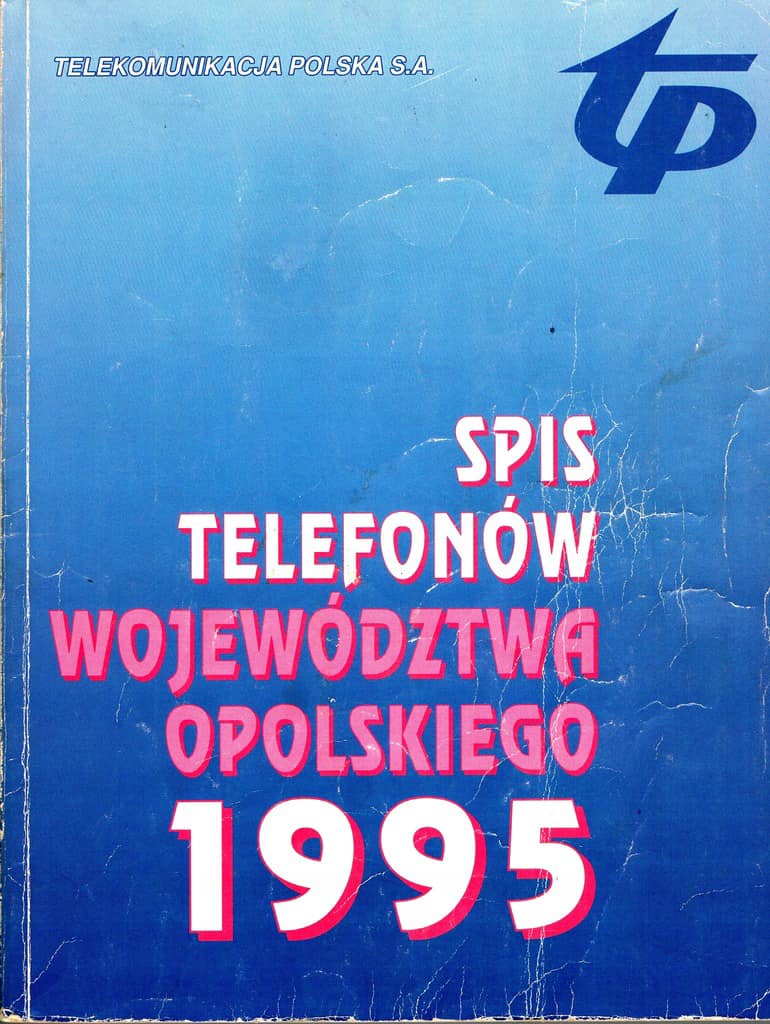 TELEKOMUNIKACJA POLSKA S.A.
tp
SPIS
TELEFONÓW
WOJEWÓDZTWA
OPOLSKIEGO
1995